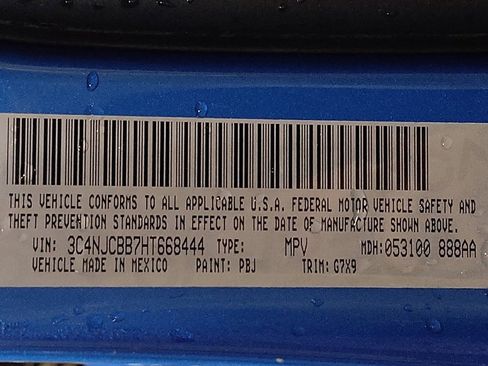 THIS VEHICLE CONFORMS TO ALL APPLICABLE U.S.A. FEDERAL MOTOR VEHICLE SAFETY AND
THEFT PREVENTION STANDARDS IN EFFECT ON THE DATE OF MANUFACTURE SHOWN ABOVE.
VIN: 3C4NJCBB7HT668444 TYPE: MPV MDH: 053100 888AA
VEHICLE MADE IN MEXICO PAINT: PBJ TRIM: G7X9